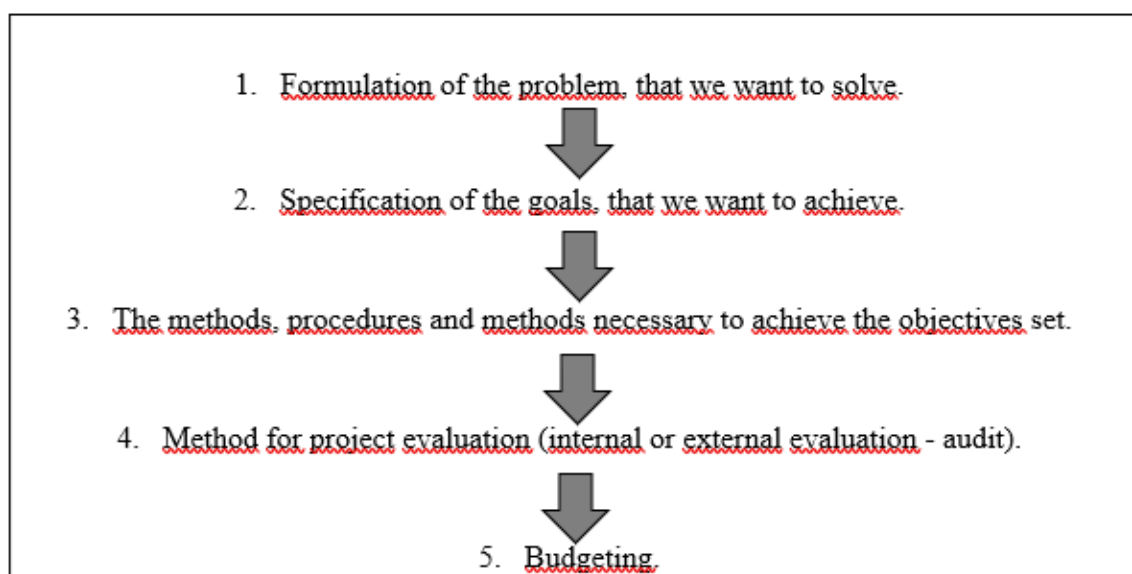 1. Formulation of the problem, that we want to solve.
2. Specification of the goals, that we want to achieve.
3. The methods, procedures and methods necessary to achieve the objectives set.
4. Method for project evaluation (internal or external evaluation - audit).
5. Budgeting.